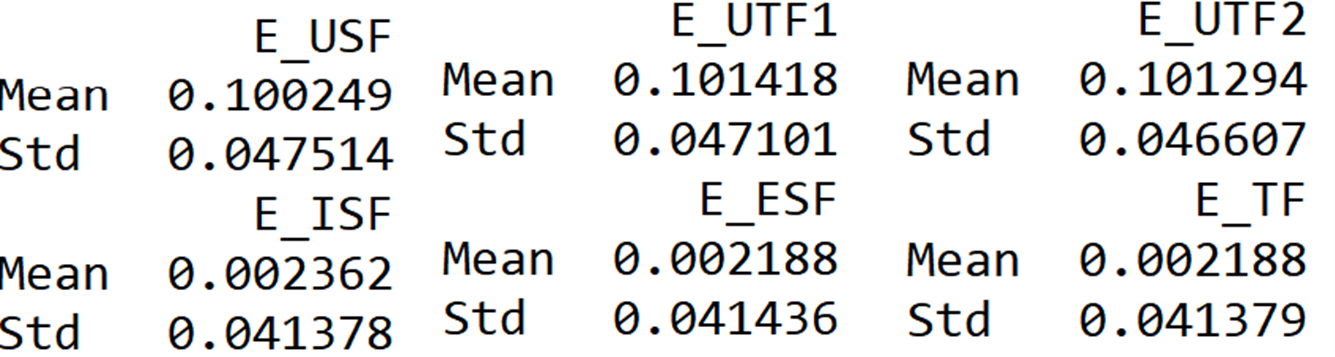 E_USF
Mean 0.100249
Std 0.047514
E_UTF1
Mean 0.101418
Std 0.047101
E_UTF2
Mean 0.101294
Std 0.046607
E_ISF
Mean 0.002362
Std 0.041378
E_ESF
Mean 0.002188
Std 0.041436
E_TF
Mean 0.002188
Std 0.041379